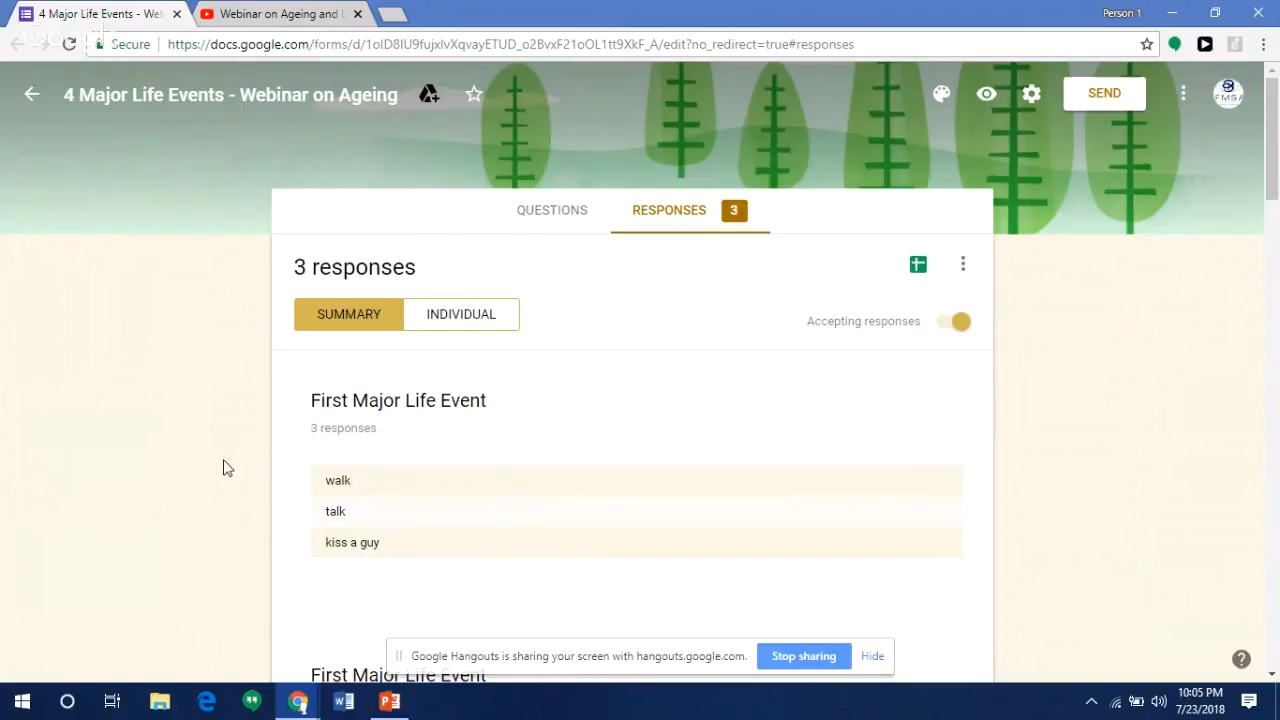 4 Major Life Events - We
Webinar on Ageing and L
Person 1
Secure
https://docs.google.com/forms/d/1oID8IU9fujxlvXqvayETUD_o2BvxF21oOL1tt9XkF_A/edit?no_redirect=true#responses
4 Major Life Events - Webinar on Ageing
SEND
FMSA
QUESTIONS
RESPONSES 3
3 responses
SUMMARY
INDIVIDUAL
Accepting responses
First Major Life Event
3 responses
walk
talk
kiss a guy
Google Hangouts is sharing your screen with hangouts.google.com.
Stop sharing
Hide
First Major Life Event
10:05 PM
7/23/2018